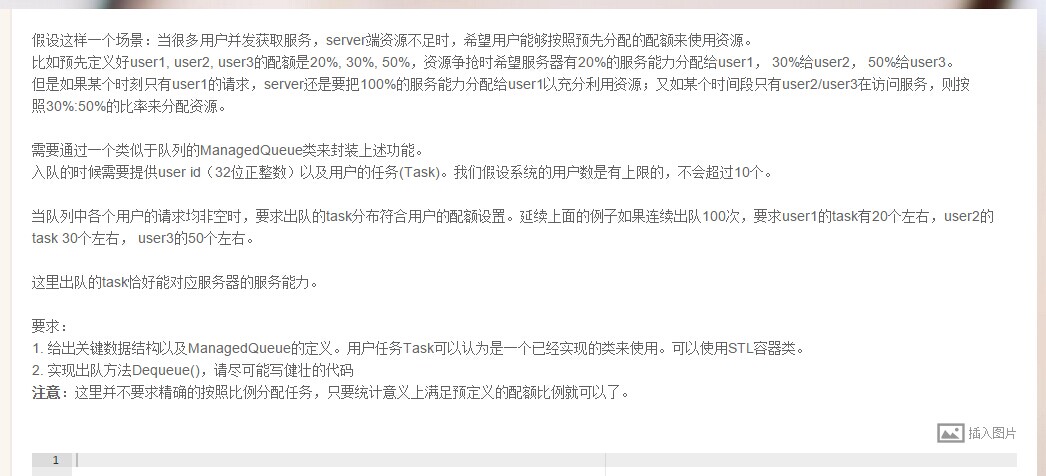 假设这样一个场景：当很多用户并发获取服务，server端资源不足时，希望用户能够按照预先分配的配额来使用资源。
比如预先定义好user1, user2, user3的配额是20%, 30%, 50%，资源争抢时希望服务器有20%的服务能力分配给user1， 30%给user2， 50%给user3。
但是如果某个时刻只有user1的请求，server还是要把100%的服务能力分配给user1以充分利用资源；又如某个时间段只有user2/user3在访问服务，则按
照30%:50%的比率来分配资源。
需要通过一个类似于队列的ManagedQueue类来封装上述功能。
入队的时候需要提供user id（32位正整数）以及用户的任务(Task)。我们假设系统的用户数是有上限的，不会超过10个。
当队列中各个用户的请求均非空时，要求出队的task分布符合用户的配额设置。延续上面的例子如果连续出队100次，要求user1的task有20个左右，user2的
task 30个左右， user3的50个左右。
这里出队的task恰好能对应服务器的服务能力。
要求：
1. 给出关键数据结构以及ManagedQueue的定义。用户任务Task可以认为是一个已经实现的类来使用。可以使用STL容器类。
2. 实现出队方法Dequeue()，请尽可能写健壮的代码
注意：这里并不要求精确的按照比例分配任务，只要统计意义上满足预定义的配额比例就可以了。
插入图片
1